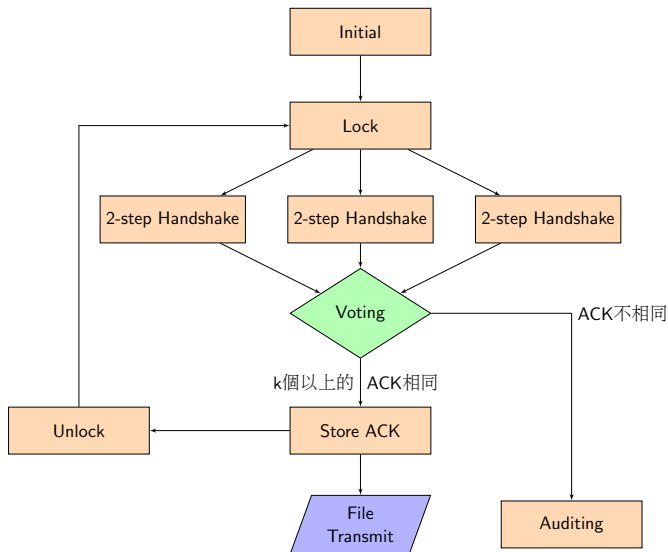 Initial
Lock
2-step Handshake
2-step Handshake
2-step Handshake
Voting
ACK不相同
k個以上的 ACK相同
Unlock
Store ACK
File
Transmit
Auditing